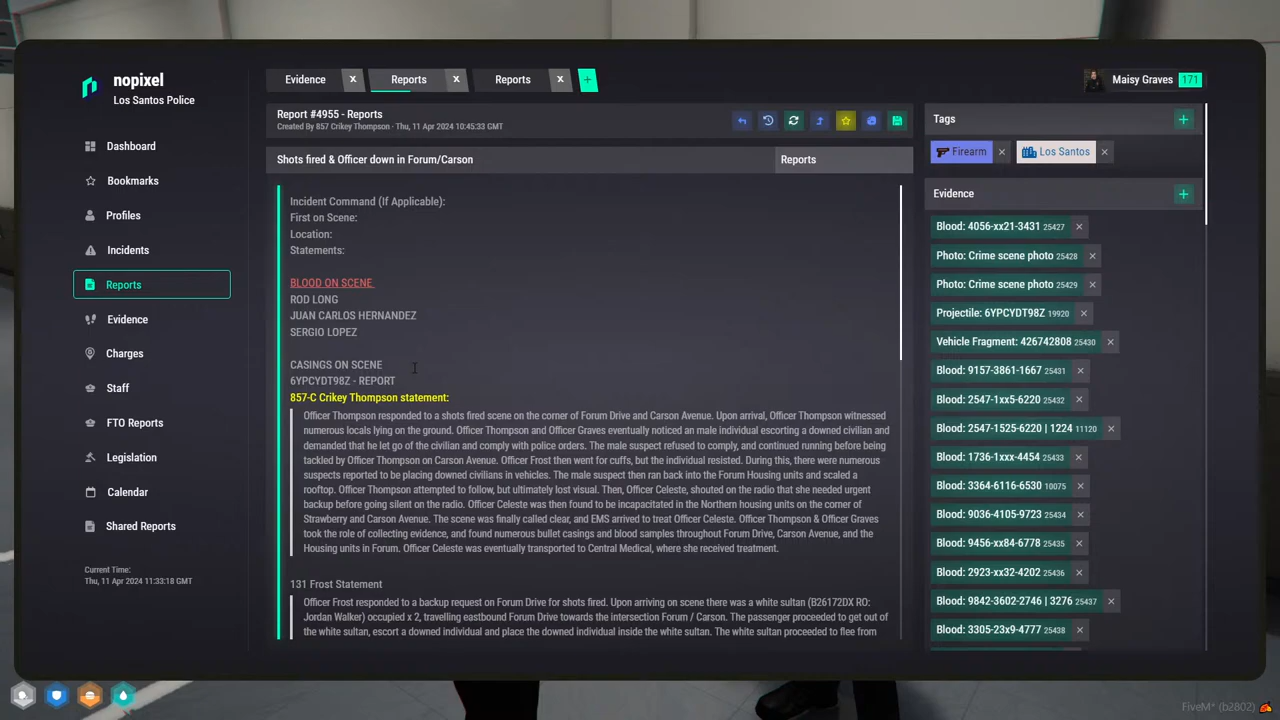 nopixel
Los Santos Police
Dashboard
Bookmarks
Profiles
Incidents
Reports
Evidence
Charges
Staff
FTO Reports
Legislation
Calendar
Shared Reports
Current Time:
Thu, 11 Apr 2024 11:33:18 GMT
Evidence x Reports x Reports x +
Maisy Graves 171
Report #4955 - Reports
Created By 857 Crikey Thompson · Thu, 11 Apr 2024 10:45:33 GMT
Shots fired & Officer down in Forum/Carson
Reports
Incident Command (If Applicable):
First on Scene:
Location:
Statements:
BLOOD ON SCENE
ROD LONG
JUAN CARLOS HERNANDEZ
SERGIO LOPEZ
CASINGS ON SCENE
6YPCYDT98Z - REPORT
857-C Crikey Thompson statement:
Officer Thompson responded to a shots fired scene on the corner of Forum Drive and Carson Avenue. Upon arrival, Officer Thompson witnessed
numerous locals lying on the ground. Officer Thompson and Officer Graves eventually noticed an male individual escorting a downed civilian and
demanded that he let go of the civilian and comply with police orders. The male suspect refused to comply, and continued running before being
tackled by Officer Thompson on Carson Avenue. Officer Frost then went for cuffs, but the individual resisted. During this, there were numerous
suspects reported to be placing downed civilians in vehicles. The male suspect then ran back into the Forum Housing units and scaled a
rooftop. Officer Thompson attempted to follow, but ultimately lost visual. Then, Officer Celeste, shouted on the radio that she needed urgent
backup before going silent on the radio. Officer Celeste was then found to be incapacitated in the Northern housing units on the corner of
Strawberry and Carson Avenue. The scene was finally called clear, and EMS arrived to treat Officer Celeste. Officer Thompson & Officer Graves
took the role of collecting evidence, and found numerous bullet casings and blood samples throughout Forum Drive, Carson Avenue, and the
Housing units in Forum. Officer Celeste was eventually transported to Central Medical, where she received treatment.
131 Frost Statement
Officer Frost responded to a backup request on Forum Drive for shots fired. Upon arriving on scene there was a white sultan (B26172DX RO:
Jordan Walker) occupied x 2, travelling eastbound Forum Drive towards the intersection Forum / Carson. The passenger proceeded to get out of
the white sultan, escort a downed individual and place the downed individual inside the white sultan. The white sultan proceeded to flee from
Tags +
Firearm x Los Santos x
Evidence +
Blood: 4056-xx21-3431 25427 x
Photo: Crime scene photo 25428 x
Photo: Crime scene photo 25429 x
Projectile: 6YPCYDT98Z 19920 x
Vehicle Fragment: 426742808 25430 x
Blood: 9157-3861-1667 25431 x
Blood: 2547-1xx5-6220 25432 x
Blood: 2547-1525-6220 | 1224 11120 x
Blood: 1736-1xxx-4454 25433 x
Blood: 3364-6116-6530 10075 x
Blood: 9036-4105-9723 25434 x
Blood: 9456-xx84-6778 25435 x
Blood: 2923-xx32-4202 25436 x
Blood: 9842-3602-2746 | 3276 25437 x
Blood: 3305-23x9-4777 25438 x
FiveM* (b2802)